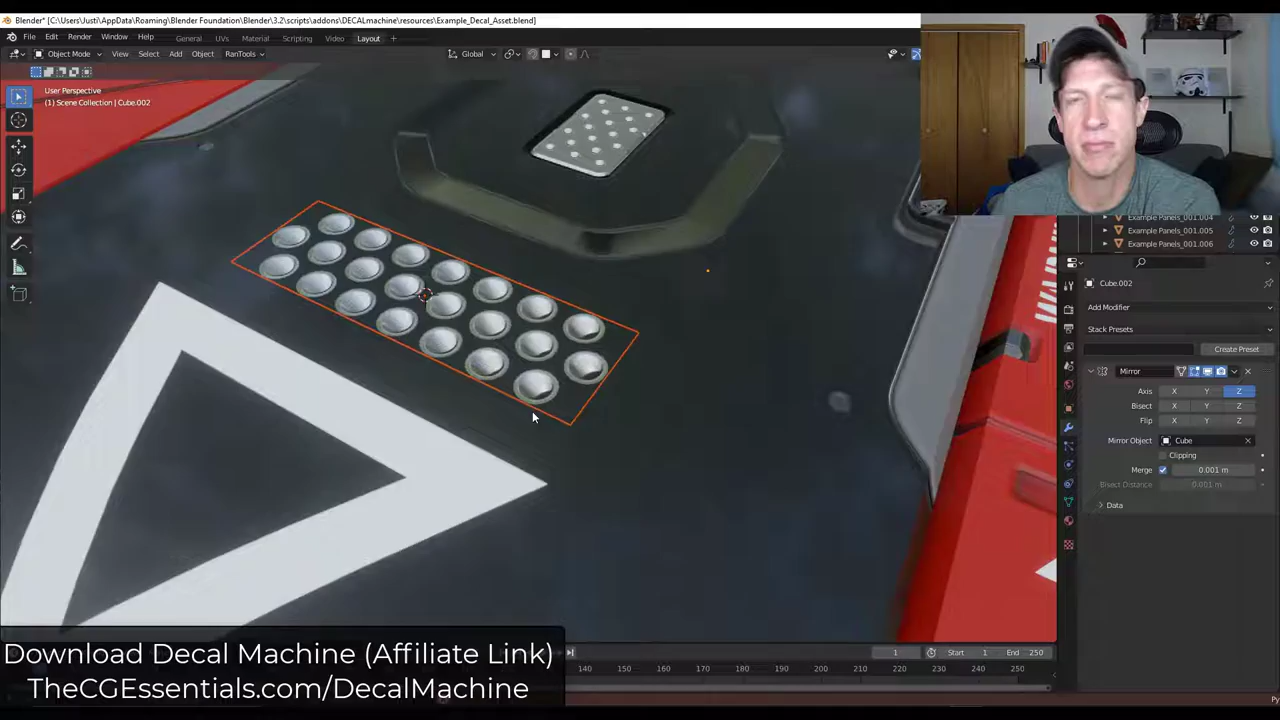 Blender* [C:\Users\Justi\AppData\Roaming\Blender Foundation\Blender\3.2\scripts\addons\DECALmachine\resources\Example_Decal_Asset.blend]
File Edit Render Window Help General UVs Material Scripting Video Layout +
Object Mode View Select Add Object RanTools Global
User Perspective
(1) Scene Collection | Cube.002
Example Panels_001.004
Example Panels_001.005
Example Panels_001.006
Cube.002
Add Modifier
Stack Presets
Create Preset
Mirror
Axis X Y Z
Bisect X Y Z
Flip X Y Z
Mirror Object Cube
Clipping
Merge 0.001 m
Bisect Distance 0.001 m
Data
Download Decal Machine (Affiliate Link)
TheCGEssentials.com/DecalMachine
1 Start 1 End 250
140 150 160 170 180 190 200 210 220 230 240 250